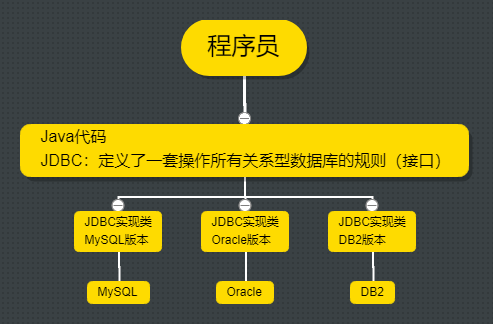 程序员
Java代码
JDBC：定义了一套操作所有关系型数据库的规则（接口）
JDBC实现类
MySQL版本
JDBC实现类
Oracle版本
JDBC实现类
DB2版本
MySQL
Oracle
DB2